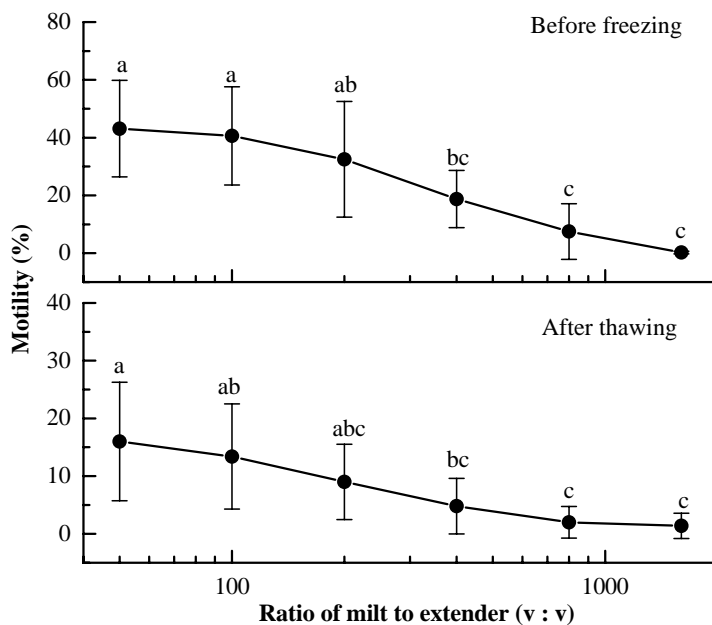 80
Before freezing
60
a a ab
40
bc
20
c
c
0
Motility (%)
40
After thawing
30
a
ab
20
abc
bc
10
c c
0
100 1000
Ratio of milt to extender (v : v)